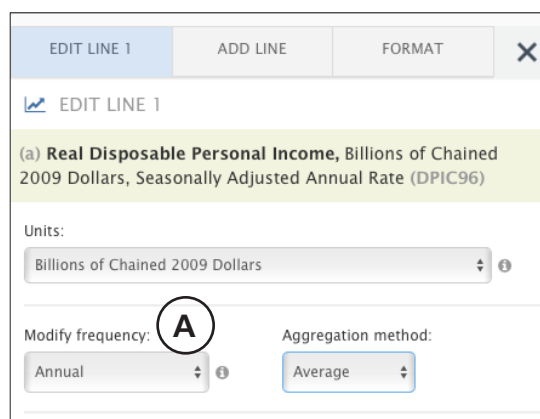 EDIT LINE 1 ADD LINE FORMAT
EDIT LINE 1
(a) Real Disposable Personal Income, Billions of Chained
2009 Dollars, Seasonally Adjusted Annual Rate (DPIC96)
Units:
Billions of Chained 2009 Dollars
A
Modify frequency: Aggregation method:
Annual Average